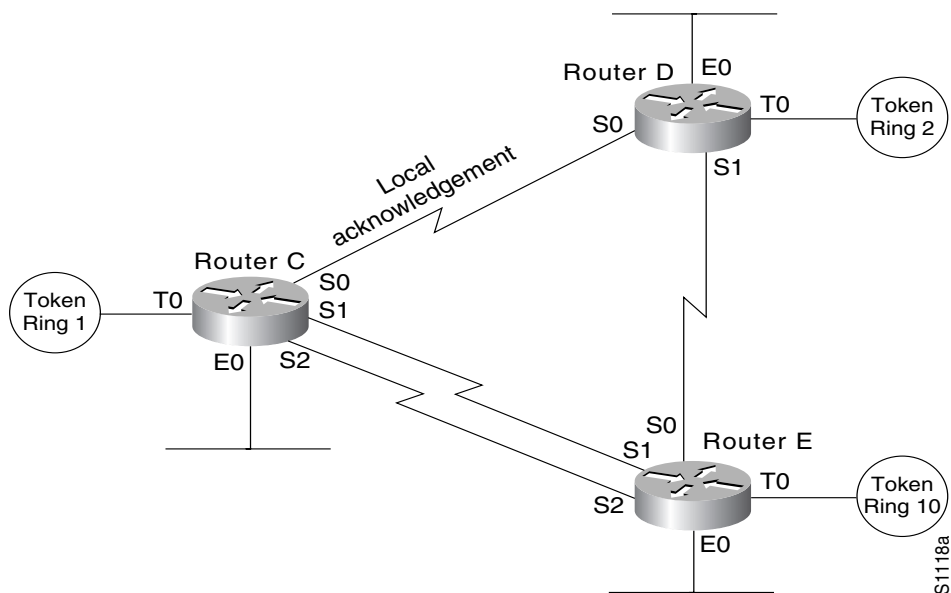 Router D
E0
T0
Token
Ring 2
S0
S1
Local
acknowledgement
Router C
S0
S1
T0
Token
Ring 1
E0
S2
S0
Router E
S1
T0
Token
Ring 10
S2
E0
S1118a